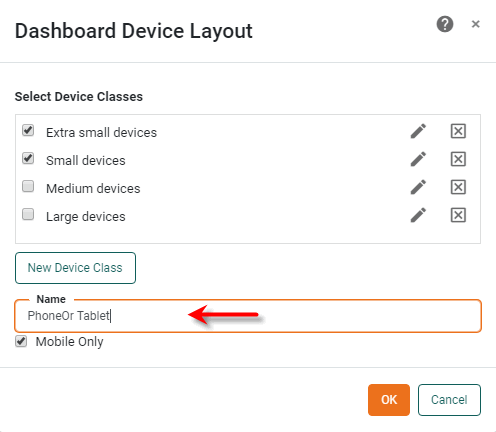 Dashboard Device Layout
Select Device Classes
Extra small devices
Small devices
Medium devices
Large devices
New Device Class
Name
PhoneOr Tablet
Mobile Only
OK Cancel